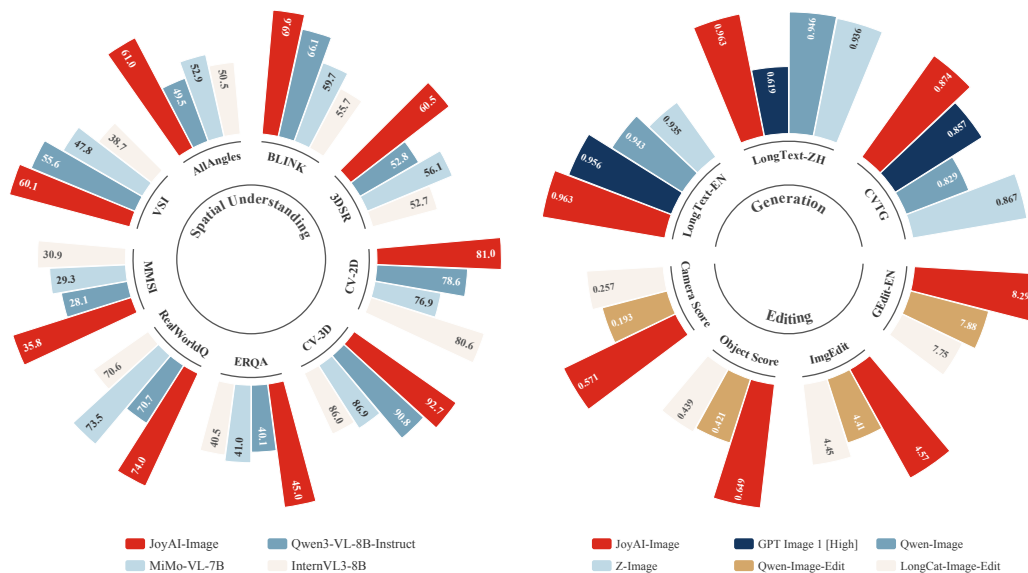 Spatial Understanding
AllAngles
61.0
49.5
52.9
50.5
BLINK
69.6
66.1
59.7
55.7
3DSR
60.5
52.8
56.1
52.7
CV-2D
81.0
78.6
76.9
80.6
CV-3D
92.7
90.8
86.9
86.0
ERQA
45.0
40.1
41.0
40.5
RealWorldQ
74.0
70.7
73.5
70.6
MMSI
35.8
28.1
29.3
30.9
VSI
60.1
55.6
47.8
38.7
JoyAI-Image
Qwen3-VL-8B-Instruct
MiMo-VL-7B
InternVL3-8B
Generation
LongText-EN
0.963
0.956
0.943
0.935
LongText-ZH
0.963
0.619
0.946
0.936
CVTG
0.874
0.857
0.829
0.867
Editing
GEdit-EN
8.29
7.88
7.75
ImgEdit
4.57
4.41
4.45
Object Score
0.649
0.421
0.439
Camera Score
0.571
0.193
0.257
JoyAI-Image
GPT Image 1 [High]
Qwen-Image
Z-Image
Qwen-Image-Edit
LongCat-Image-Edit